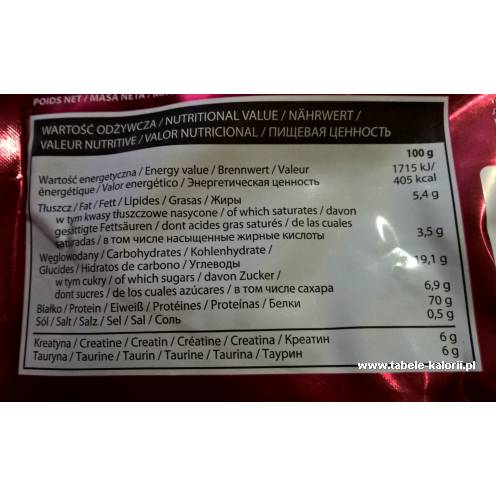 POIDS NET / MASA NETA /
WARTOŚĆ ODŻYWCZA / NUTRITIONAL VALUE / NÄHRWERT /
VALEUR NUTRITIVE / VALOR NUTRICIONAL / ПИЩЕВАЯ ЦЕННОСТЬ
100 g
Wartość energetyczna / Energy value / Brennwert / Valeur 1715 kJ/
énergétique / Valor energético / Энергетическая ценность 405 kcal
Tłuszcz / Fat / Fett / Lipides / Grasas / Жиры 5,4 g
w tym kwasy tłuszczowe nasycone / of which saturates / davon
gesättigte Fettsäuren / dont acides gras saturés / de las cuales
saturadas / в том числе насыщенные жирные кислоты 3,5 g
Węglowodany / Carbohydrates / Kohlenhydrate /
Glucides / Hidratos de carbono / Углеводы 19,1 g
w tym cukry / of which sugars / davon Zucker /
dont sucres / de los cuales azúcares / в том числе сахара 6,9 g
Białko / Protein / Eiweiß / Protéines / Proteínas / Белки 70 g
Sól / Salt / Salz / Sel / Sal / Соль 0,5 g
Kreatyna / Creatine / Creatin / Créatine / Creatina / Креатин 6 g
Tauryna / Taurine / Taurin / Taurine / Taurina / Таурин 6 g
www.tabele-kalorii.pl